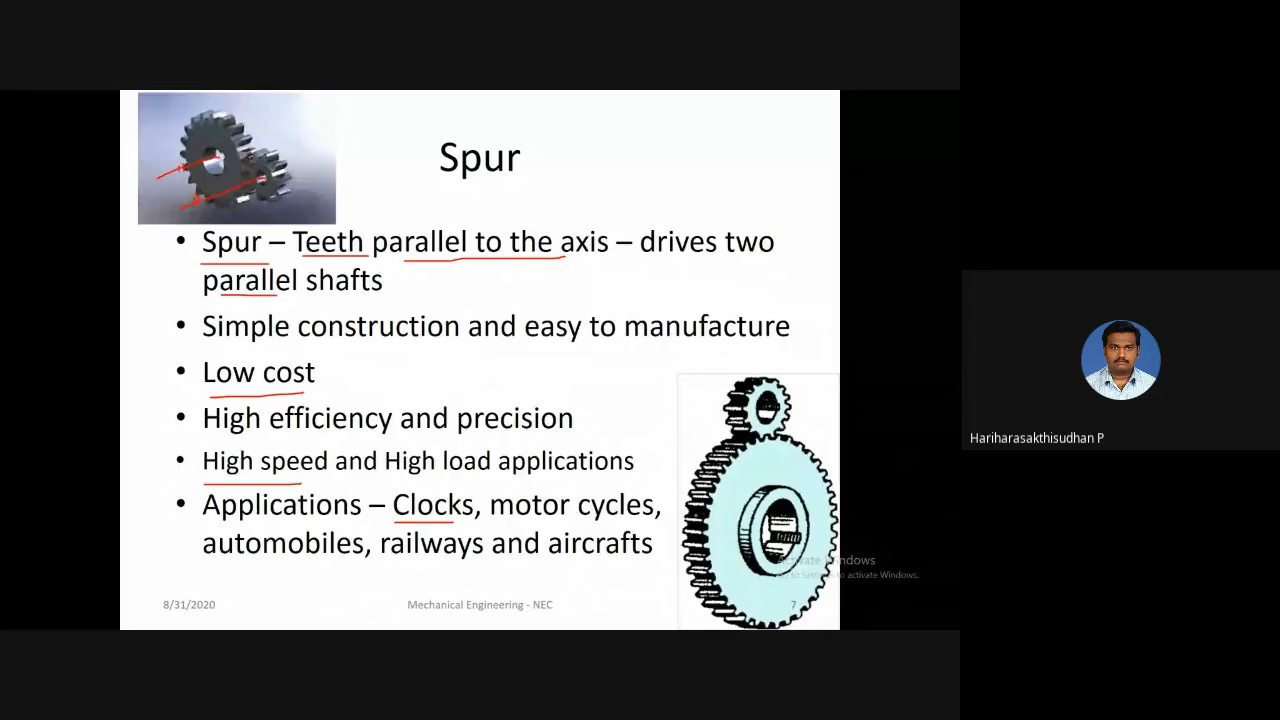 Spur
• Spur – Teeth parallel to the axis – drives two
parallel shafts
• Simple construction and easy to manufacture
• Low cost
• High efficiency and precision
• High speed and High load applications
• Applications – Clocks, motor cycles,
automobiles, railways and aircrafts
8/31/2020
Mechanical Engineering - NEC
7
Activate Windows
Go to Settings to activate Windows.
Hariharasakthisudhan P